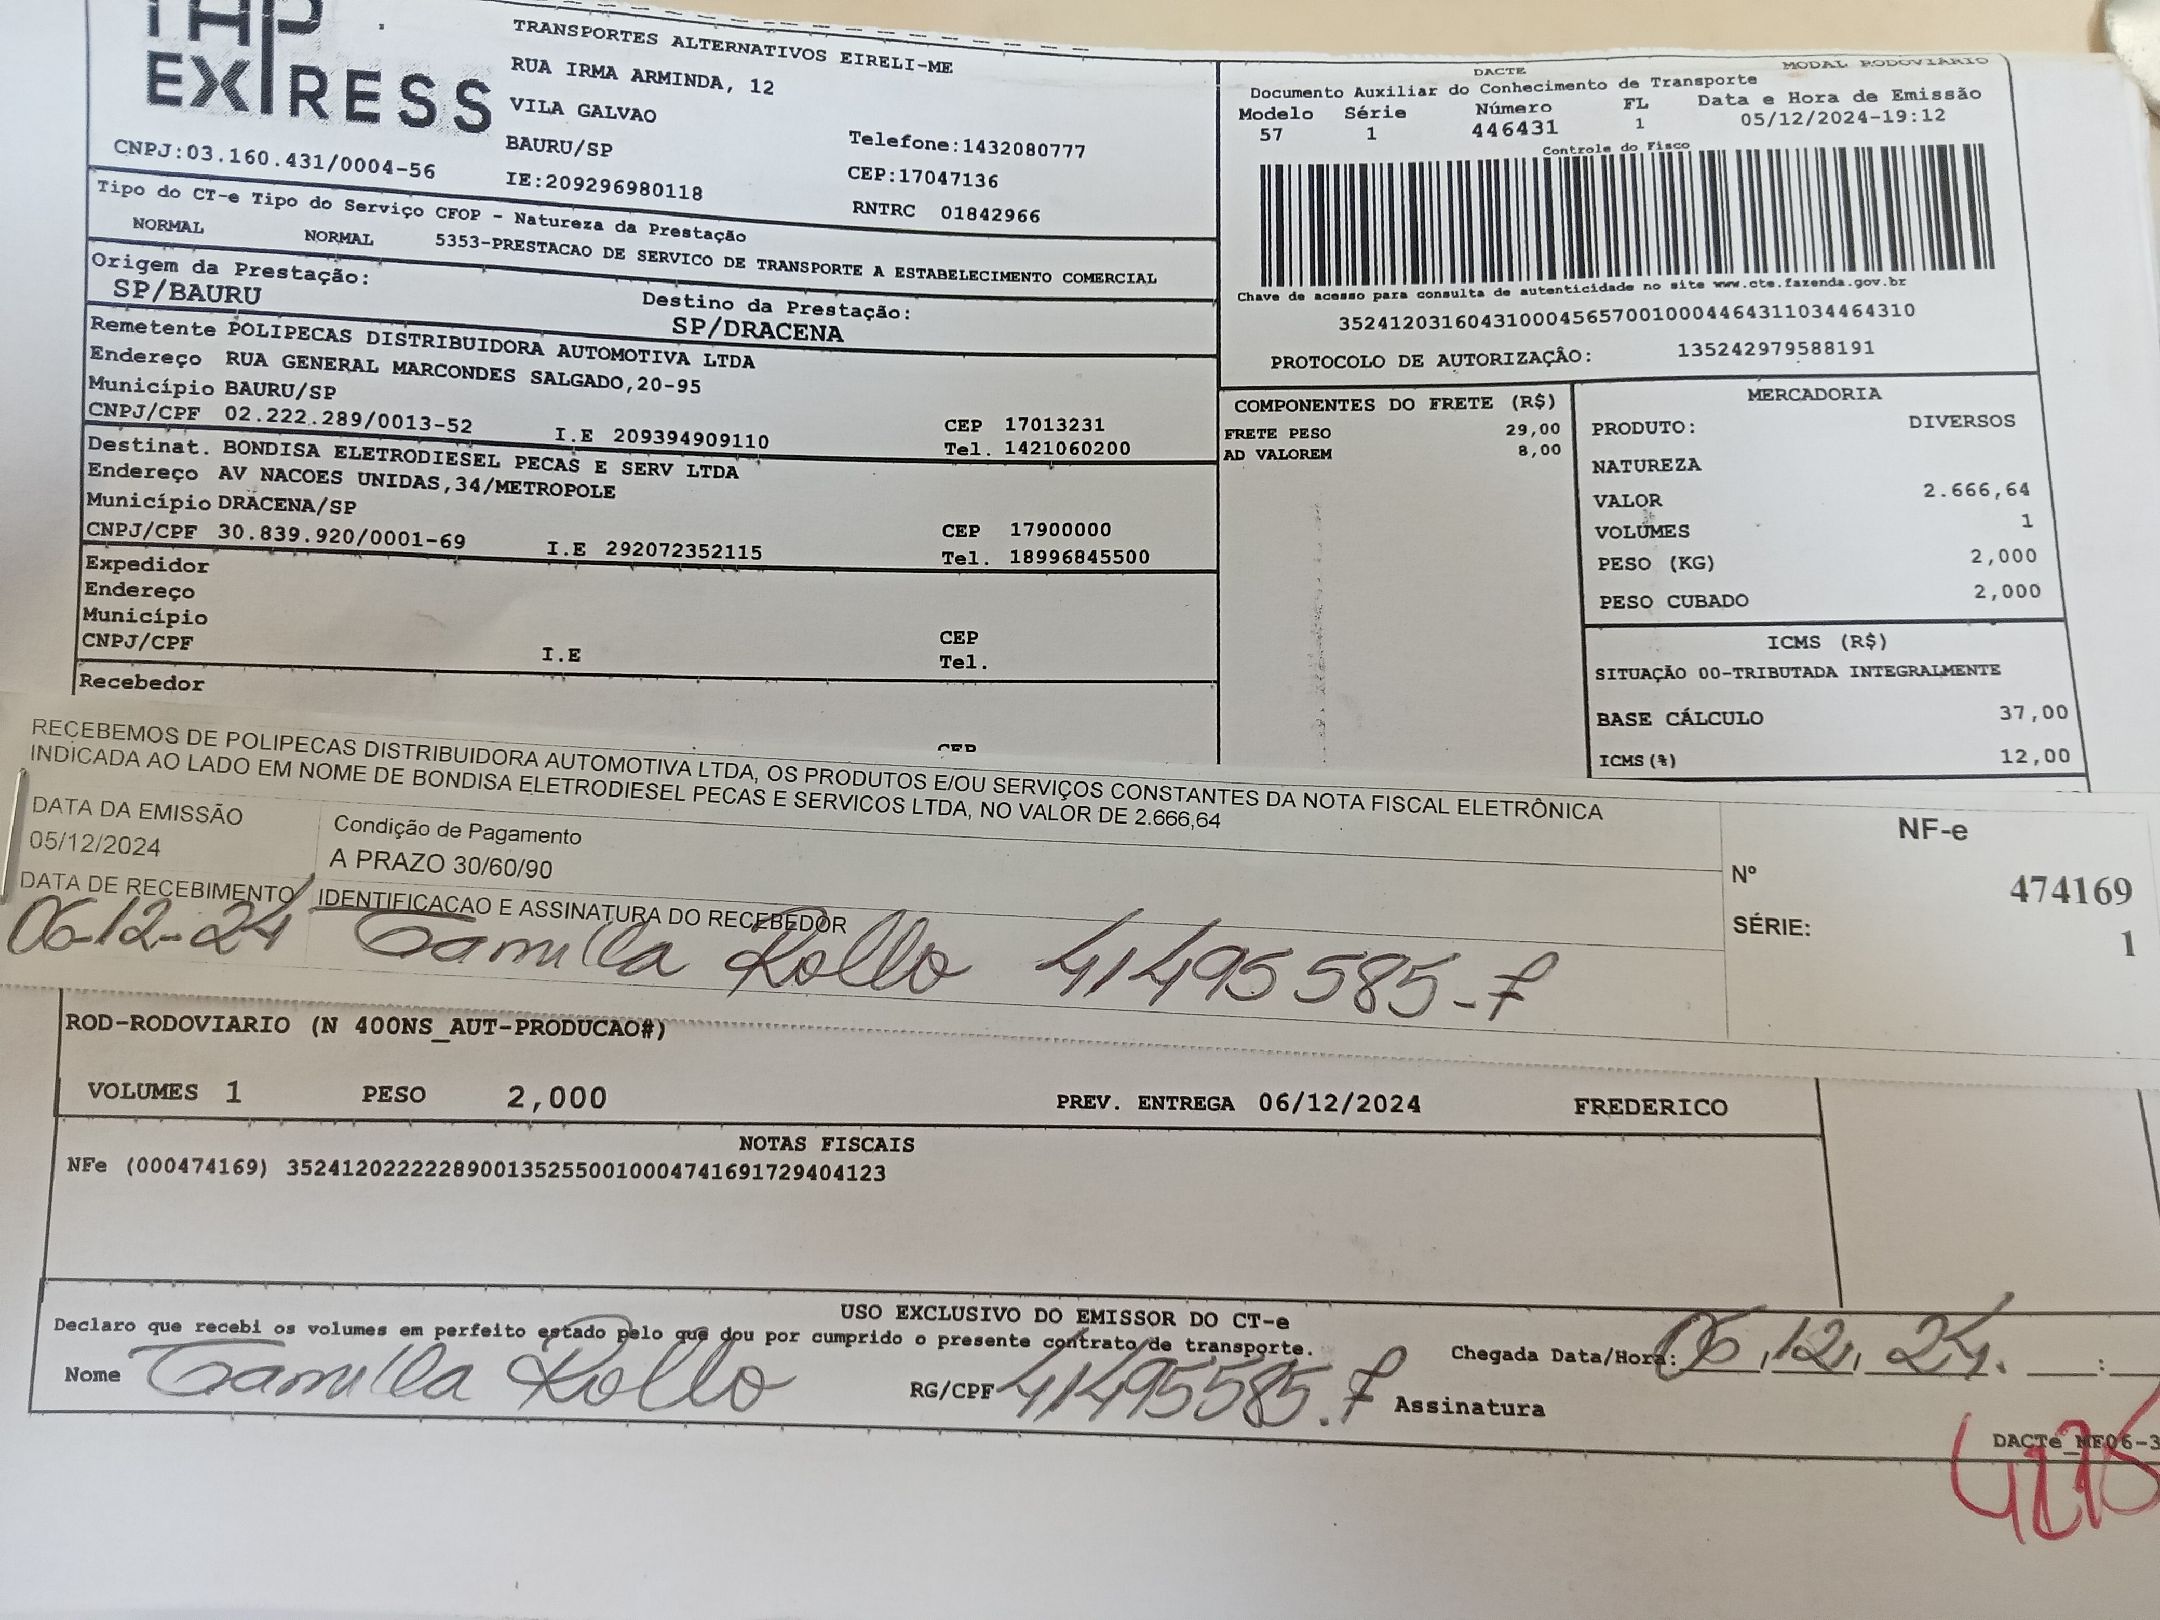 TAP
EXPRESS
TRANSPORTES ALTERNATIVOS EIRELI-ME
RUA IRMA ARMINDA, 12
VILA GALVAO
BAURU/SP
Telefone:1432080777
CNPJ:03.160.431/0004-56
IE:209296980118
CEP:17047136
RNTRC 01842966
Tipo do CT-e Tipo do Serviço CFOP - Natureza da Prestação
NORMAL NORMAL 5353-PRESTACAO DE SERVICO DE TRANSPORTE A ESTABELECIMENTO COMERCIAL
Origem da Prestação:
SP/BAURU
Destino da Prestação:
SP/DRACENA
Remetente POLIPECAS DISTRIBUIDORA AUTOMOTIVA LTDA
Endereço RUA GENERAL MARCONDES SALGADO,20-95
Município BAURU/SP
CNPJ/CPF 02.222.289/0013-52 I.E 209394909110
CEP 17013231
Tel. 1421060200
Destinat. BONDISA ELETRODIESEL PECAS E SERV LTDA
Endereço AV NACOES UNIDAS,34/METROPOLE
Município DRACENA/SP
CNPJ/CPF 30.839.920/0001-69 I.E 292072352115
CEP 17900000
Tel. 18996845500
Expedidor
Endereço
Município
CNPJ/CPF I.E
CEP
Tel.
Recebedor
CEP
DACTE MODAL RODOVIARIO
Documento Auxiliar do Conhecimento de Transporte
Modelo Série Número FL Data e Hora de Emissão
57 1 446431 1 05/12/2024-19:12
Controle do Fisco
Chave de acesso para consulta de autenticidade no site www.cte.fazenda.gov.br
35241203160431000456570010004464311034464310
PROTOCOLO DE AUTORIZAÇÃO: 135242979588191
COMPONENTES DO FRETE (R$)
FRETE PESO 29,00
AD VALOREM 8,00
MERCADORIA
PRODUTO: DIVERSOS
NATUREZA
VALOR 2.666,64
VOLUMES 1
PESO (KG) 2,000
PESO CUBADO 2,000
ICMS (R$)
SITUAÇÃO 00-TRIBUTADA INTEGRALMENTE
BASE CÁLCULO 37,00
ICMS(%) 12,00
RECEBEMOS DE POLIPECAS DISTRIBUIDORA AUTOMOTIVA LTDA, OS PRODUTOS E/OU SERVIÇOS CONSTANTES DA NOTA FISCAL ELETRÔNICA
INDICADA AO LADO EM NOME DE BONDISA ELETRODIESEL PECAS E SERVICOS LTDA, NO VALOR DE 2.666,64
DATA DA EMISSÃO
05/12/2024
Condição de Pagamento
A PRAZO 30/60/90
DATA DE RECEBIMENTO
06-12-24
IDENTIFICACAO E ASSINATURA DO RECEBEDOR
Camilla Rollo 41495585-7
NF-e
Nº 474169
SÉRIE: 1
ROD-RODOVIARIO (N 400NS_AUT-PRODUCAO#)
VOLUMES 1 PESO 2,000 PREV. ENTREGA 06/12/2024 FREDERICO
NOTAS FISCAIS
NFe (000474169) 35241202222289001352550010004741691729404123
USO EXCLUSIVO DO EMISSOR DO CT-e
Declaro que recebi os volumes em perfeito estado pelo que dou por cumprido o presente contrato de transporte.
Nome Camilla Rollo RG/CPF 41495585.7 Assinatura
Chegada Data/Hora: 06,12,24. :
DACTe_MF06-3